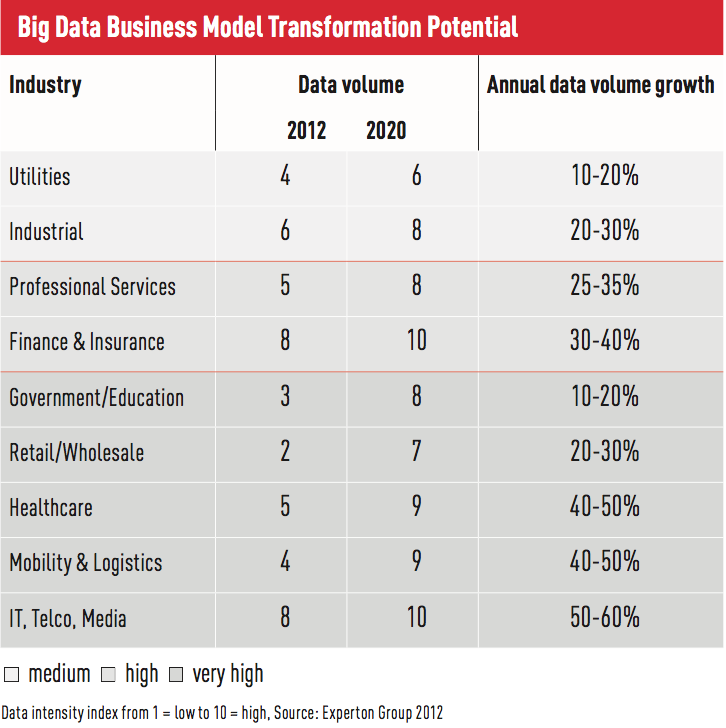 Big Data Business Model Transformation Potential
Industry Data volume Annual data volume growth
2012 2020
Utilities 4 6 10-20%
Industrial 6 8 20-30%
Professional Services 5 8 25-35%
Finance & Insurance 8 10 30-40%
Government/Education 3 8 10-20%
Retail/Wholesale 2 7 20-30%
Healthcare 5 9 40-50%
Mobility & Logistics 4 9 40-50%
IT, Telco, Media 8 10 50-60%
medium high very high
Data intensity index from 1 = low to 10 = high, Source: Experton Group 2012